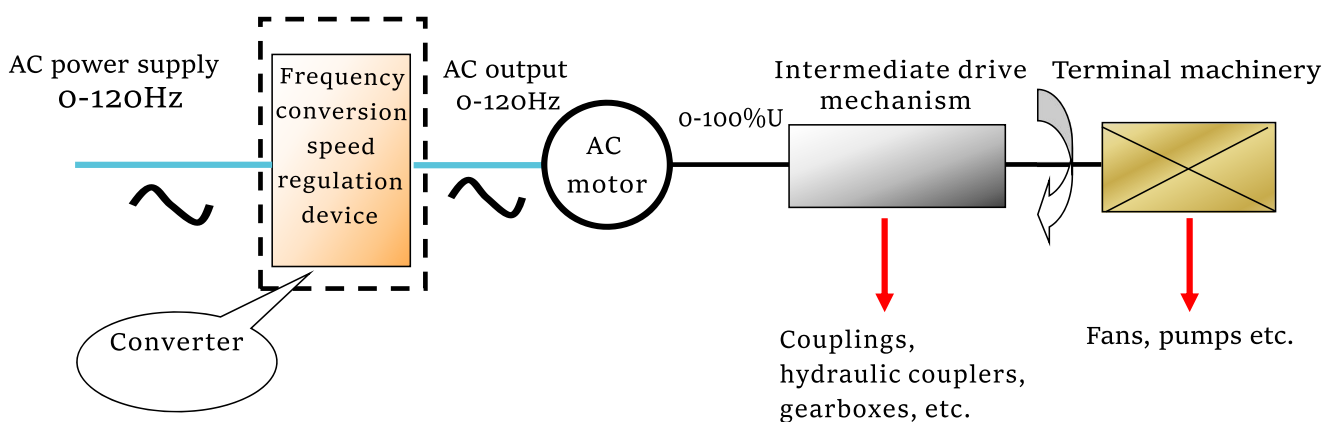 AC power supply
0-120Hz
Frequency
conversion
speed
regulation
device
AC output
0-120Hz
AC
motor
0-100%U
Intermediate drive
mechanism
Terminal machinery
Converter
Couplings,
hydraulic couplers,
gearboxes, etc.
Fans, pumps etc.